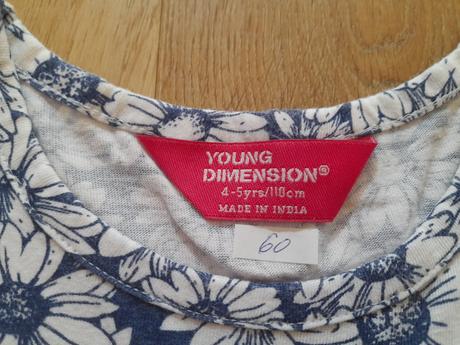 YOUNG
DIMENSION®
4-5yrs/110cm
MADE IN INDIA
60